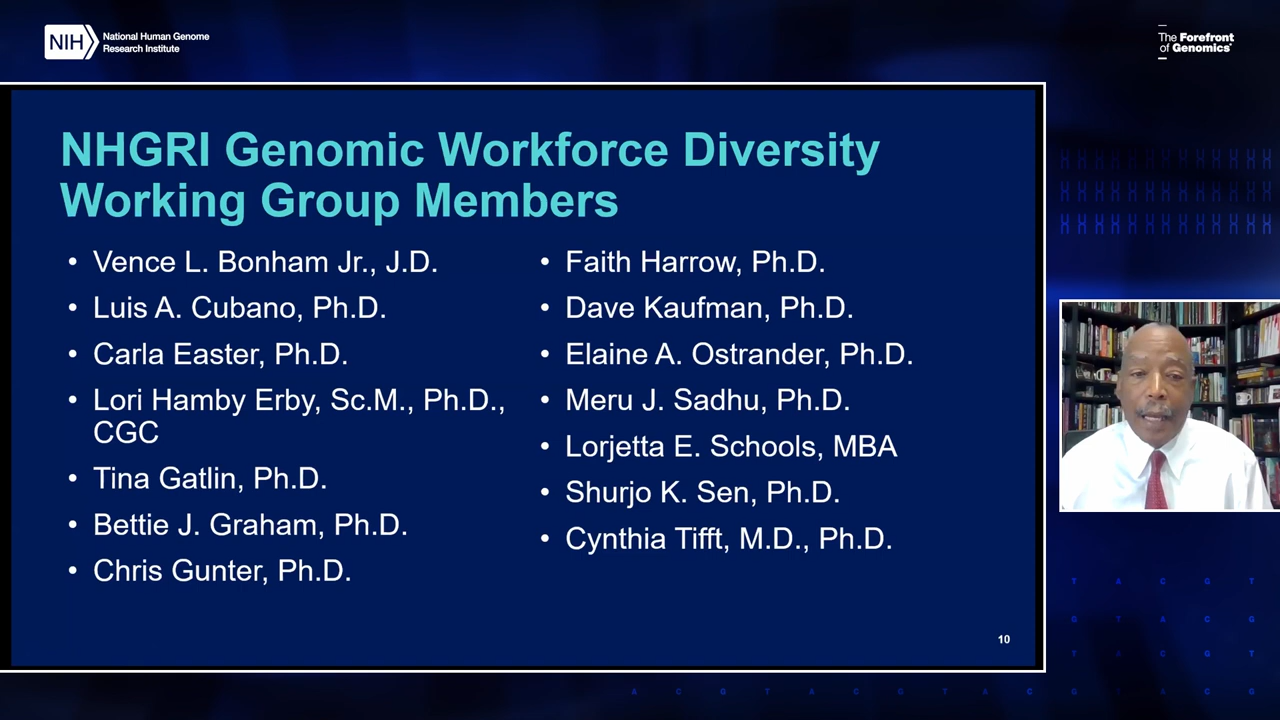 NIH
National Human Genome
Research Institute
The Forefront
of Genomics®
NHGRI Genomic Workforce Diversity
Working Group Members
• Vence L. Bonham Jr., J.D.
• Luis A. Cubano, Ph.D.
• Carla Easter, Ph.D.
• Lori Hamby Erby, Sc.M., Ph.D.,
CGC
• Tina Gatlin, Ph.D.
• Bettie J. Graham, Ph.D.
• Chris Gunter, Ph.D.
• Faith Harrow, Ph.D.
• Dave Kaufman, Ph.D.
• Elaine A. Ostrander, Ph.D.
• Meru J. Sadhu, Ph.D.
• Lorjetta E. Schools, MBA
• Shurjo K. Sen, Ph.D.
• Cynthia Tifft, M.D., Ph.D.
10
T A C G T
G T A C G
T A C G T
A C G T A C G T A C G T A C G